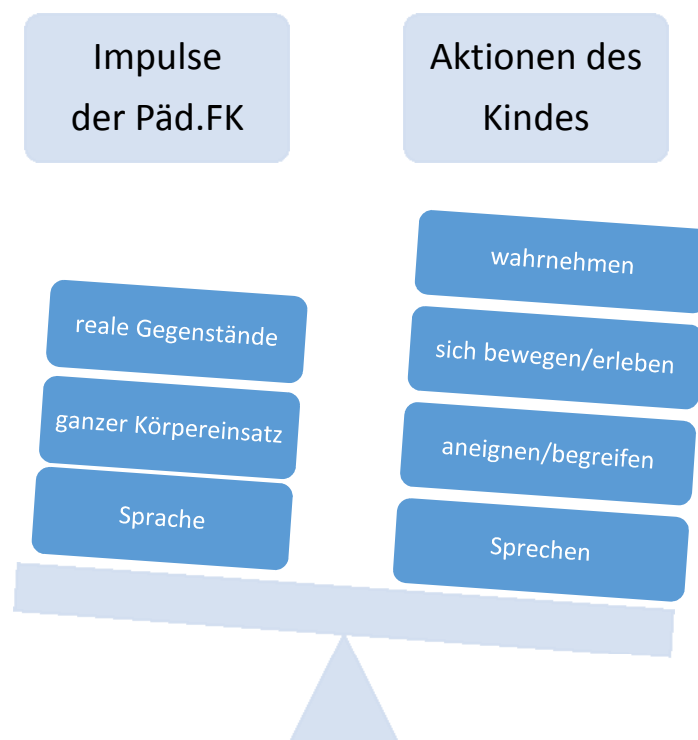 Impulse
der Päd.FK
Aktionen des
Kindes
reale Gegenstände
ganzer Körpereinsatz
Sprache
wahrnehmen
sich bewegen/erleben
aneignen/begreifen
Sprechen